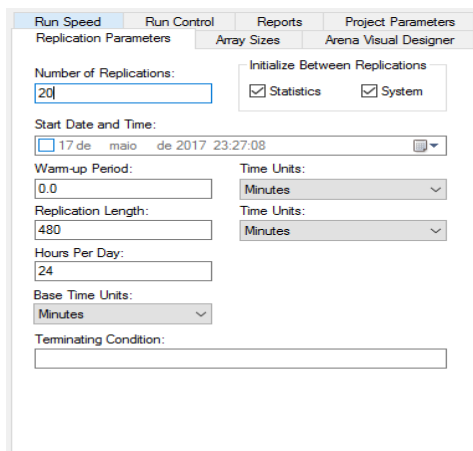 Run Speed Run Control Reports Project Parameters
Replication Parameters Array Sizes Arena Visual Designer
Number of Replications: Initialize Between Replications
20 Statistics System
Start Date and Time:
17 de maio de 2017 23:27:08
Warm-up Period: Time Units:
0.0 Minutes
Replication Length: Time Units:
480 Minutes
Hours Per Day:
24
Base Time Units:
Minutes
Terminating Condition: